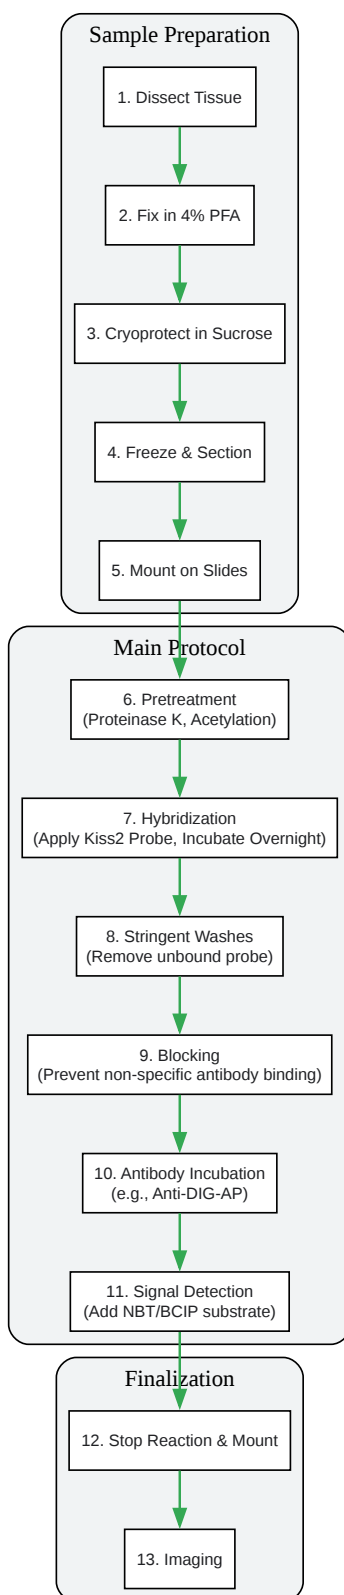 Sample Preparation
1. Dissect Tissue
2. Fix in 4% PFA
3. Cryoprotect in Sucrose
4. Freeze & Section
5. Mount on Slides
Main Protocol
6. Pretreatment
(Proteinase K, Acetylation)
7. Hybridization
(Apply Kiss2 Probe, Incubate Overnight)
8. Stringent Washes
(Remove unbound probe)
9. Blocking
(Prevent non-specific antibody binding)
10. Antibody Incubation
(e.g., Anti-DIG-AP)
11. Signal Detection
(Add NBT/BCIP substrate)
Finalization
12. Stop Reaction & Mount
13. Imaging